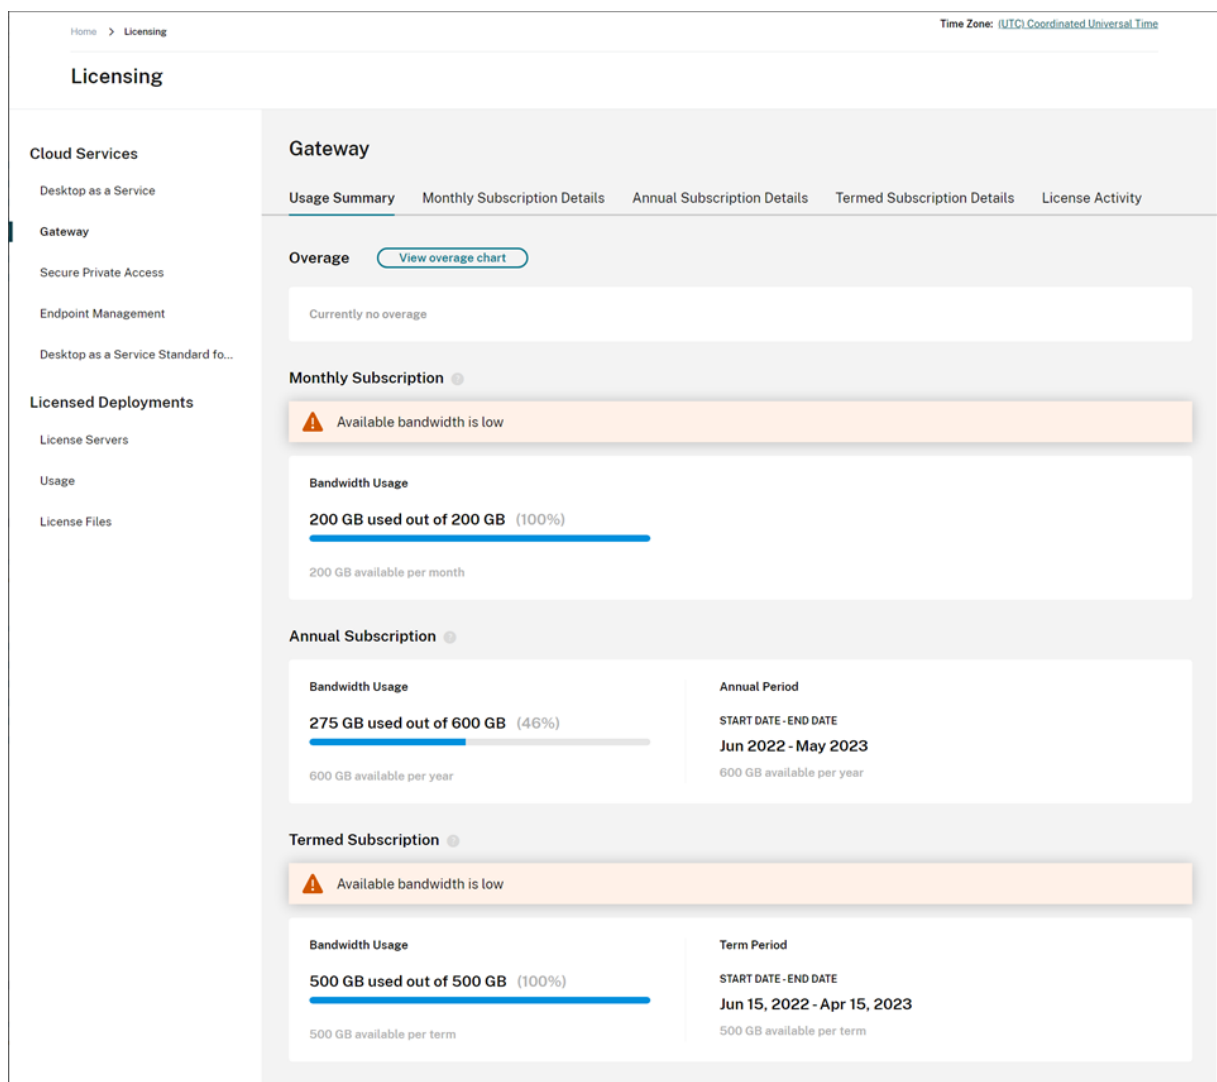 Home > Licensing
Time Zone: (UTC) Coordinated Universal Time
Licensing
Cloud Services
Desktop as a Service
Gateway
Secure Private Access
Endpoint Management
Desktop as a Service Standard fo...
Licensed Deployments
License Servers
Usage
License Files
Gateway
Usage Summary Monthly Subscription Details Annual Subscription Details Termed Subscription Details License Activity
Overage View overage chart
Currently no overage
Monthly Subscription ?
Available bandwidth is low
Bandwidth Usage
200 GB used out of 200 GB (100%)
200 GB available per month
Annual Subscription ?
Bandwidth Usage
275 GB used out of 600 GB (46%)
600 GB available per year
Annual Period
START DATE - END DATE
Jun 2022 - May 2023
600 GB available per year
Termed Subscription ?
Available bandwidth is low
Bandwidth Usage
500 GB used out of 500 GB (100%)
500 GB available per term
Term Period
START DATE - END DATE
Jun 15, 2022 - Apr 15, 2023
500 GB available per term